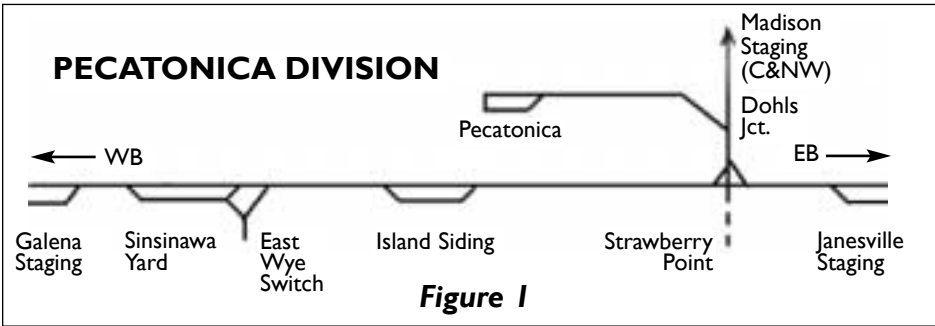 PECATONICA DIVISION
Madison
Staging
(C&NW)
Dohls
Jct.
Pecatonica
WB
EB
Galena
Staging
Sinsinawa
Yard
East
Wye
Switch
Island Siding
Strawberry
Point
Janesville
Staging
Figure 1